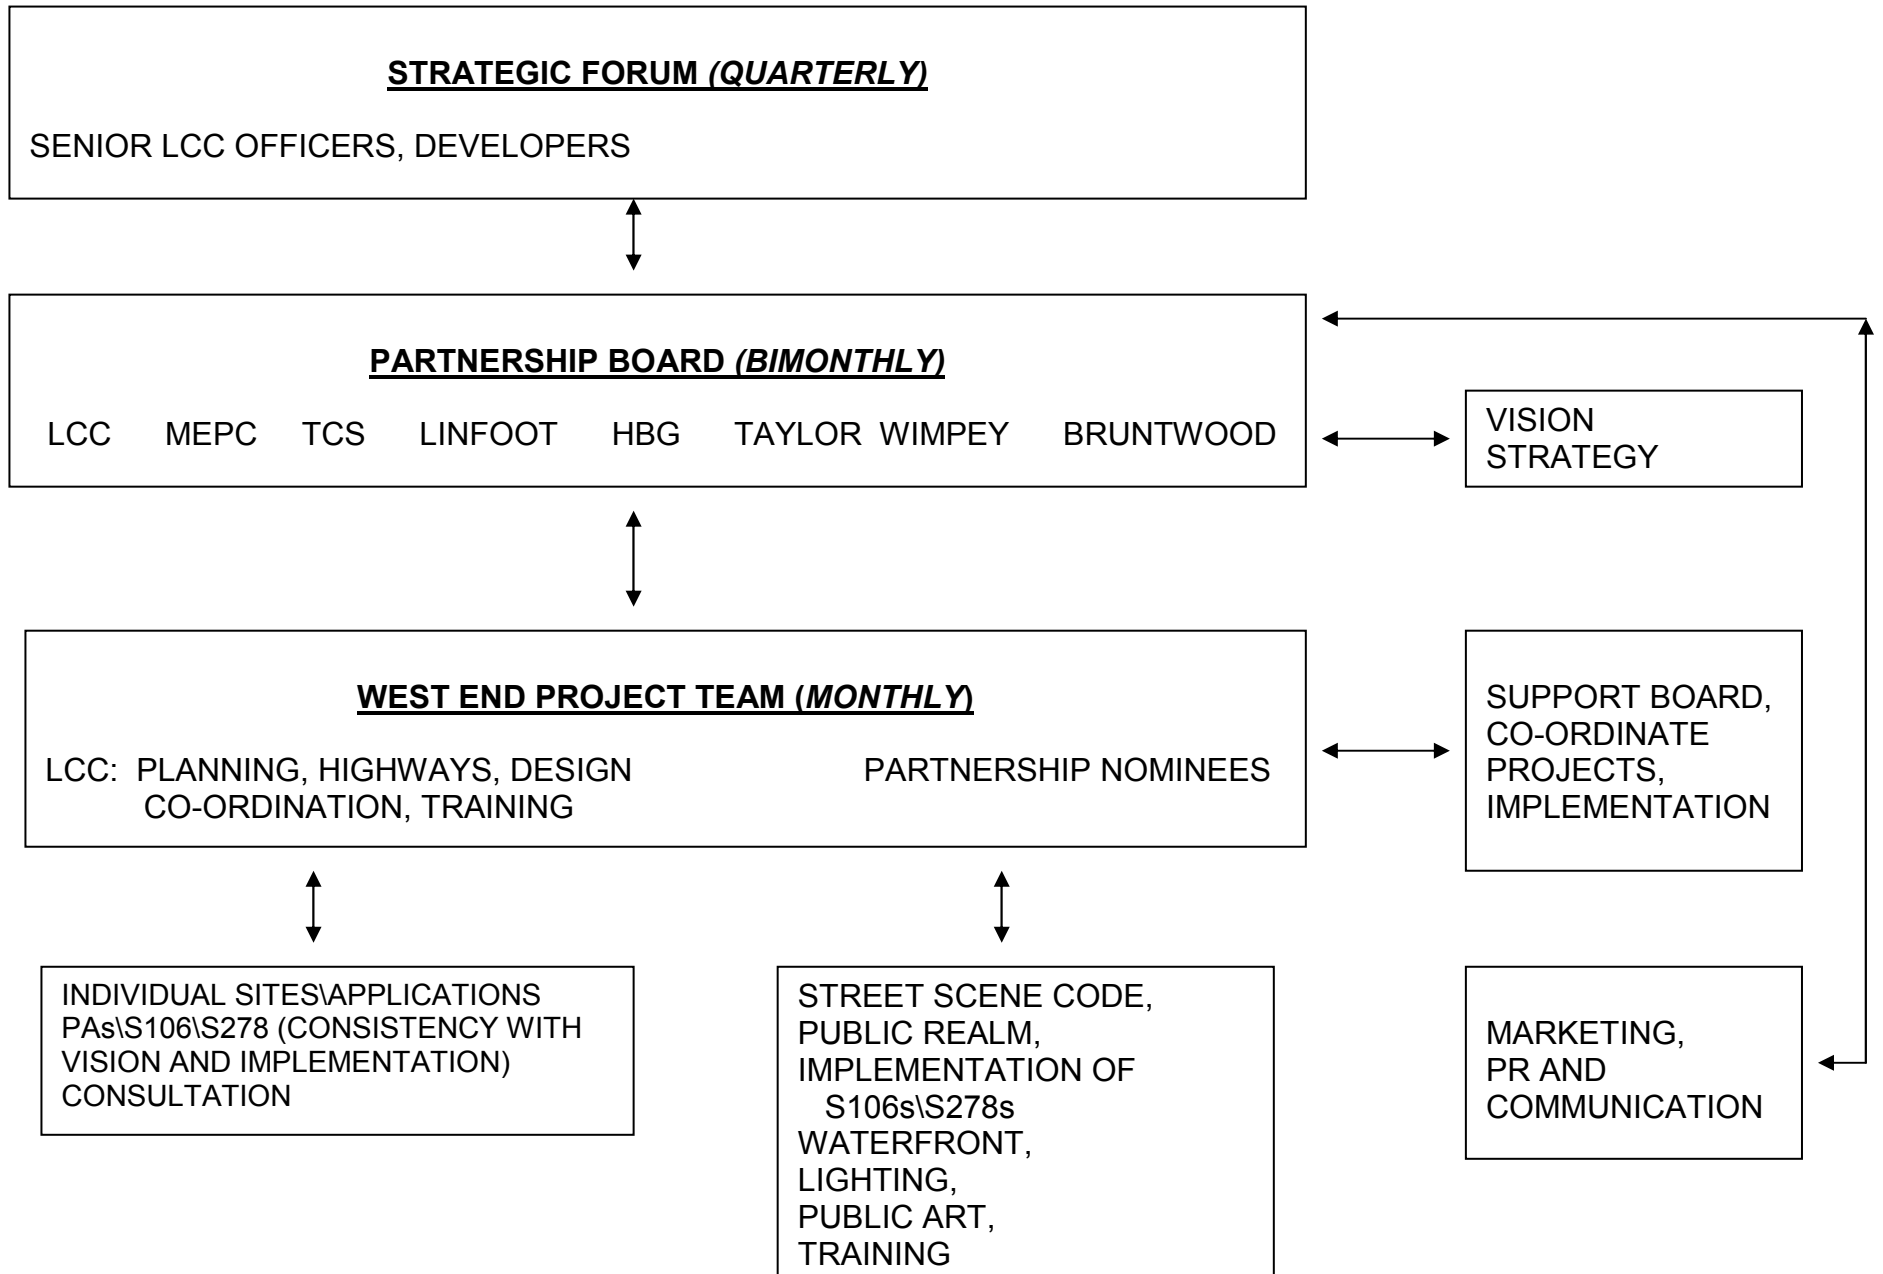 STRATEGIC FORUM (QUARTERLY)
SENIOR LCC OFFICERS, DEVELOPERS
PARTNERSHIP BOARD (BIMONTHLY)
LCC MEPC TCS LINFOOT HBG TAYLOR WIMPEY BRUNTWOOD
VISION
STRATEGY
WEST END PROJECT TEAM (MONTHLY)
LCC: PLANNING, HIGHWAYS, DESIGN PARTNERSHIP NOMINEES
CO-ORDINATION, TRAINING
SUPPORT BOARD,
CO-ORDINATE
PROJECTS,
IMPLEMENTATION
INDIVIDUAL SITES\APPLICATIONS
PAs\S106\S278 (CONSISTENCY WITH
VISION AND IMPLEMENTATION)
CONSULTATION
STREET SCENE CODE,
PUBLIC REALM,
IMPLEMENTATION OF
S106s\S278s
WATERFRONT,
LIGHTING,
PUBLIC ART,
TRAINING
MARKETING,
PR AND
COMMUNICATION